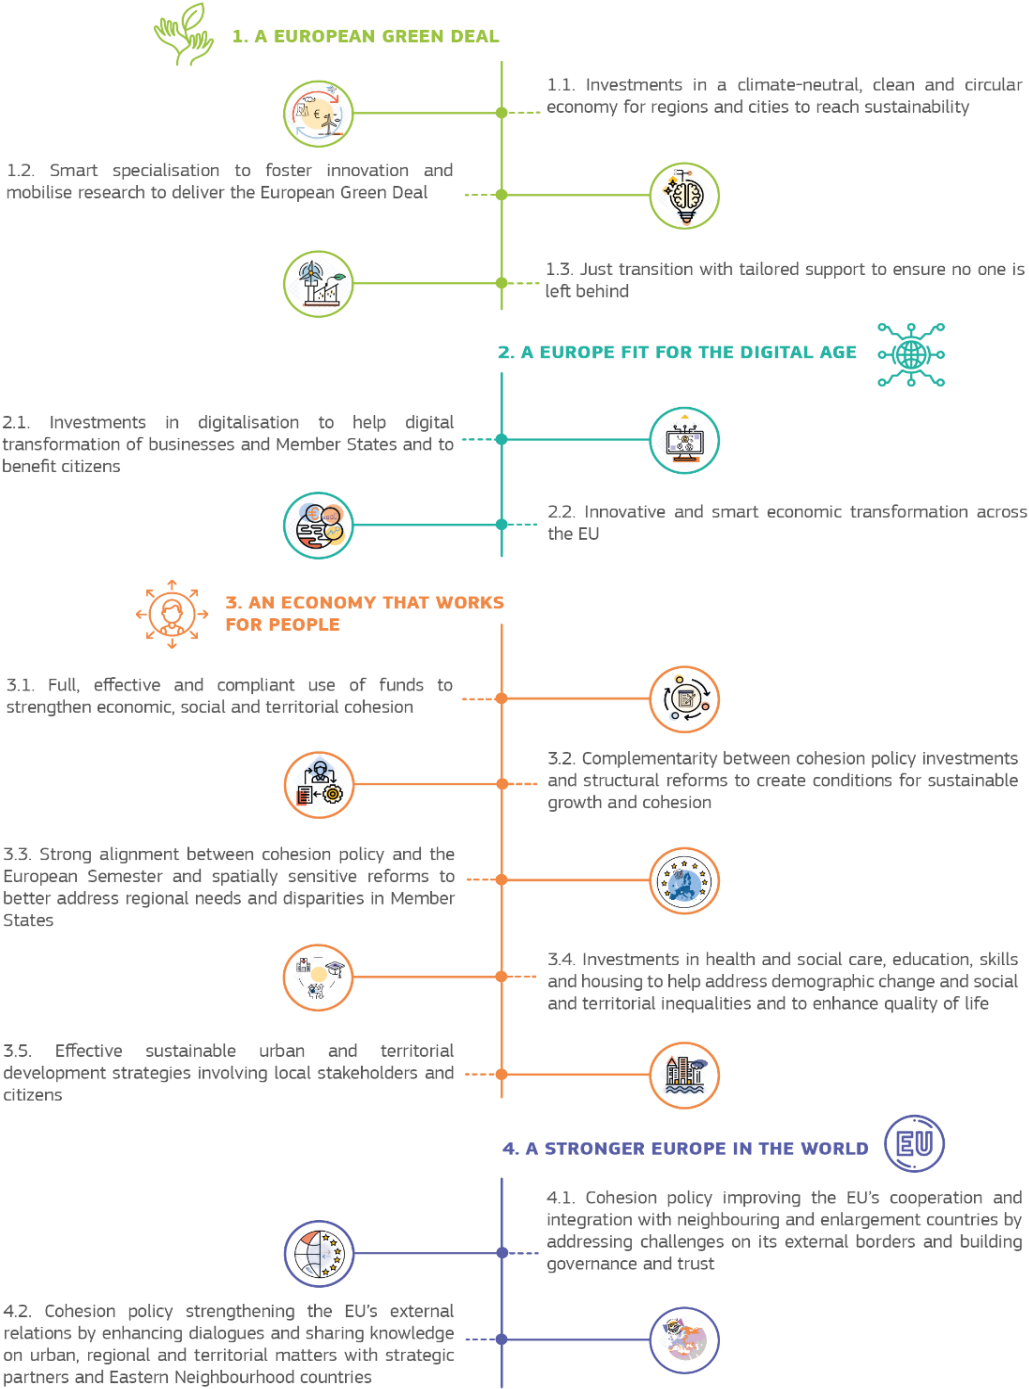 1. A EUROPEAN GREEN DEAL
1.1. Investments in a climate-neutral, clean and circular
economy for regions and cities to reach sustainability
1.2. Smart specialisation to foster innovation and
mobilise research to deliver the European Green Deal
1.3. Just transition with tailored support to ensure no one is
left behind
2. A EUROPE FIT FOR THE DIGITAL AGE
2.1. Investments in digitalisation to help digital
transformation of businesses and Member States and to
benefit citizens
2.2. Innovative and smart economic transformation across
the EU
3. AN ECONOMY THAT WORKS
FOR PEOPLE
3.1. Full, effective and compliant use of funds to
strengthen economic, social and territorial cohesion
3.2. Complementarity between cohesion policy investments
and structural reforms to create conditions for sustainable
growth and cohesion
3.3. Strong alignment between cohesion policy and the
European Semester and spatially sensitive reforms to
better address regional needs and disparities in Member
States
3.4. Investments in health and social care, education, skills
and housing to help address demographic change and social
and territorial inequalities and to enhance quality of life
3.5. Effective sustainable urban and territorial
development strategies involving local stakeholders and
citizens
4. A STRONGER EUROPE IN THE WORLD
EU
4.1. Cohesion policy improving the EU's cooperation and
integration with neighbouring and enlargement countries by
addressing challenges on its external borders and building
governance and trust
4.2. Cohesion policy strengthening the EU's external
relations by enhancing dialogues and sharing knowledge
on urban, regional and territorial matters with strategic
partners and Eastern Neighbourhood countries